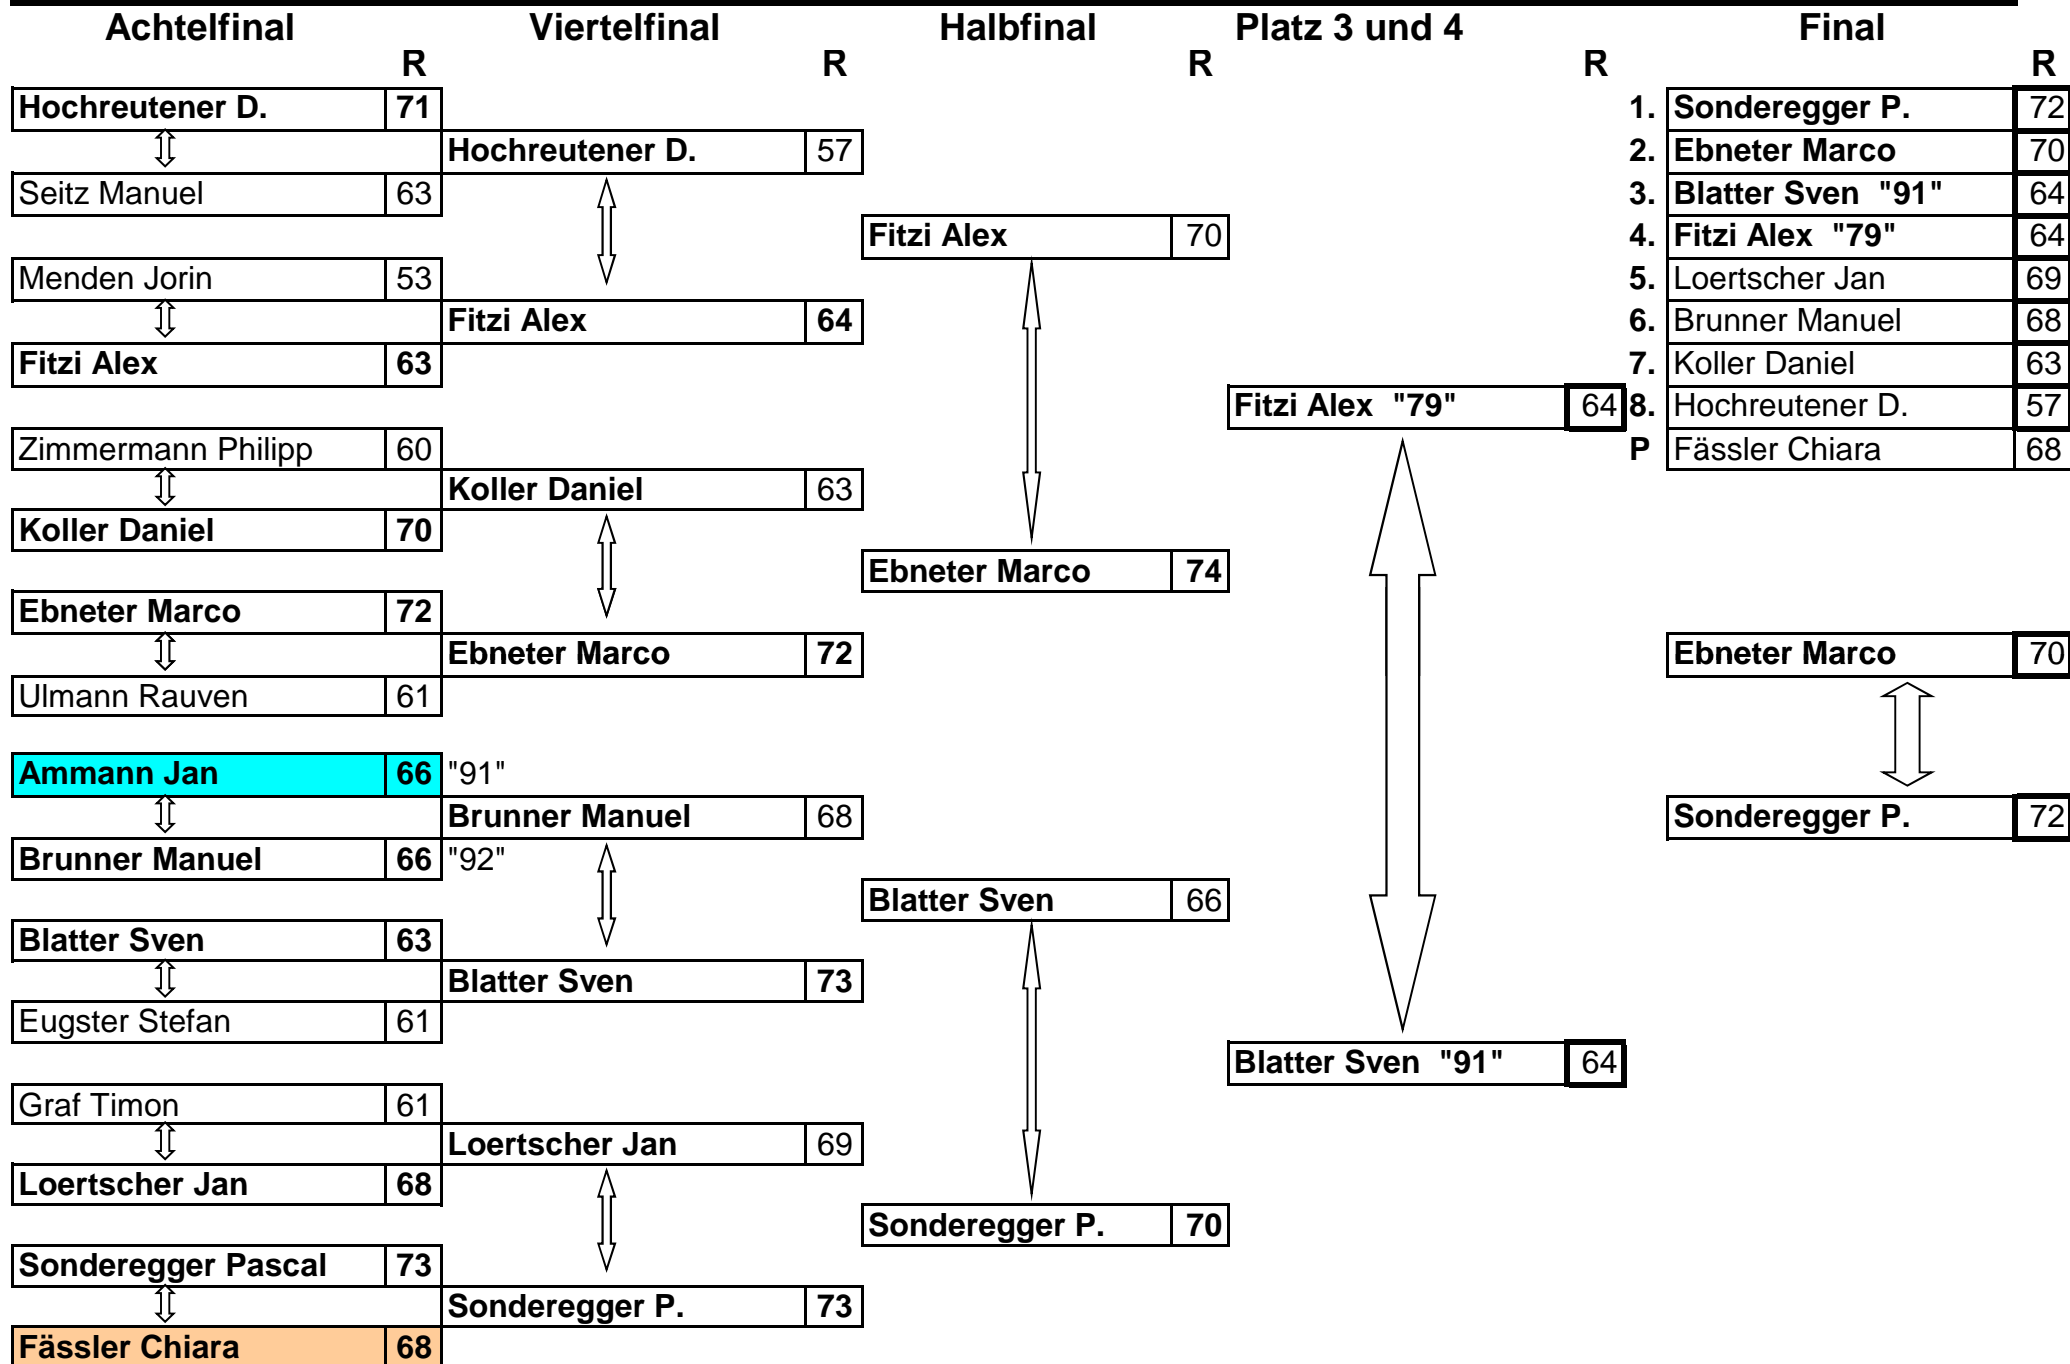 Achtelfinal Viertelfinal Halbfinal Platz 3 und 4 Final
R R R R R
Hochreutener D. 71 1. Sonderegger P. 72
Hochreutener D. 57 2. Ebneter Marco 70
Seitz Manuel 63 3. Blatter Sven "91" 64
Fitzi Alex 70 4. Fitzi Alex "79" 64
Menden Jorin 53 5. Loertscher Jan 69
Fitzi Alex 64 6. Brunner Manuel 68
Fitzi Alex 63 7. Koller Daniel 63
Fitzi Alex "79" 64 8. Hochreutener D. 57
Zimmermann Philipp 60 P Fässler Chiara 68
Koller Daniel 63
Koller Daniel 70
Ebneter Marco 74
Ebneter Marco 72
Ebneter Marco 72 Ebneter Marco 70
Ulmann Rauven 61
Ammann Jan 66 "91"
Brunner Manuel 68 Sonderegger P. 72
Brunner Manuel 66 "92"
Blatter Sven 66
Blatter Sven 63
Blatter Sven 73
Eugster Stefan 61
Blatter Sven "91" 64
Graf Timon 61
Loertscher Jan 69
Loertscher Jan 68
Sonderegger P. 70
Sonderegger Pascal 73
Sonderegger P. 73
Fässler Chiara 68